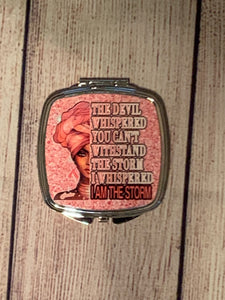 THE DEVIL
WHISPERED
YOU CAN'T
WITHSTAND
THE STORM
I WHISPERED
I AM THE STORM